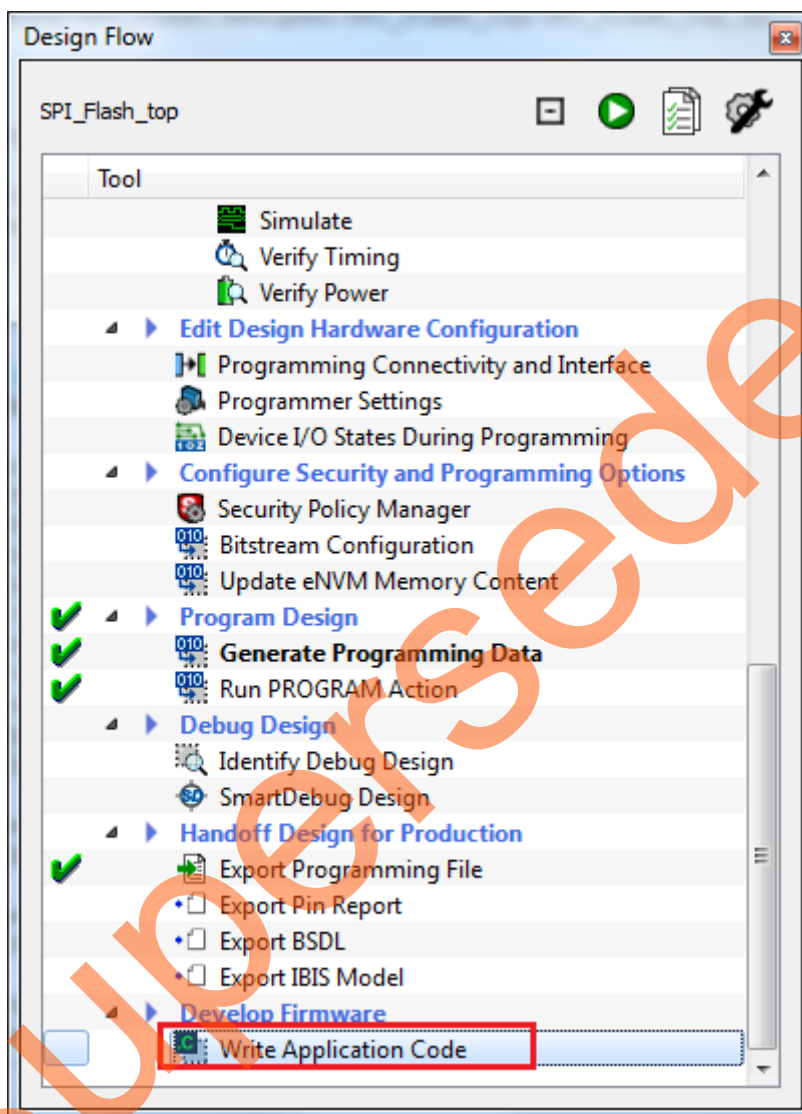 Design Flow
SPI_Flash_top
Tool
Simulate
Verify Timing
Verify Power
Edit Design Hardware Configuration
Programming Connectivity and Interface
Programmer Settings
Device I/O States During Programming
Configure Security and Programming Options
Security Policy Manager
Bitstream Configuration
Update eNVM Memory Content
Program Design
Generate Programming Data
Run PROGRAM Action
Debug Design
Identify Debug Design
SmartDebug Design
Handoff Design for Production
Export Programming File
Export Pin Report
Export BSDL
Export IBIS Model
Develop Firmware
Write Application Code